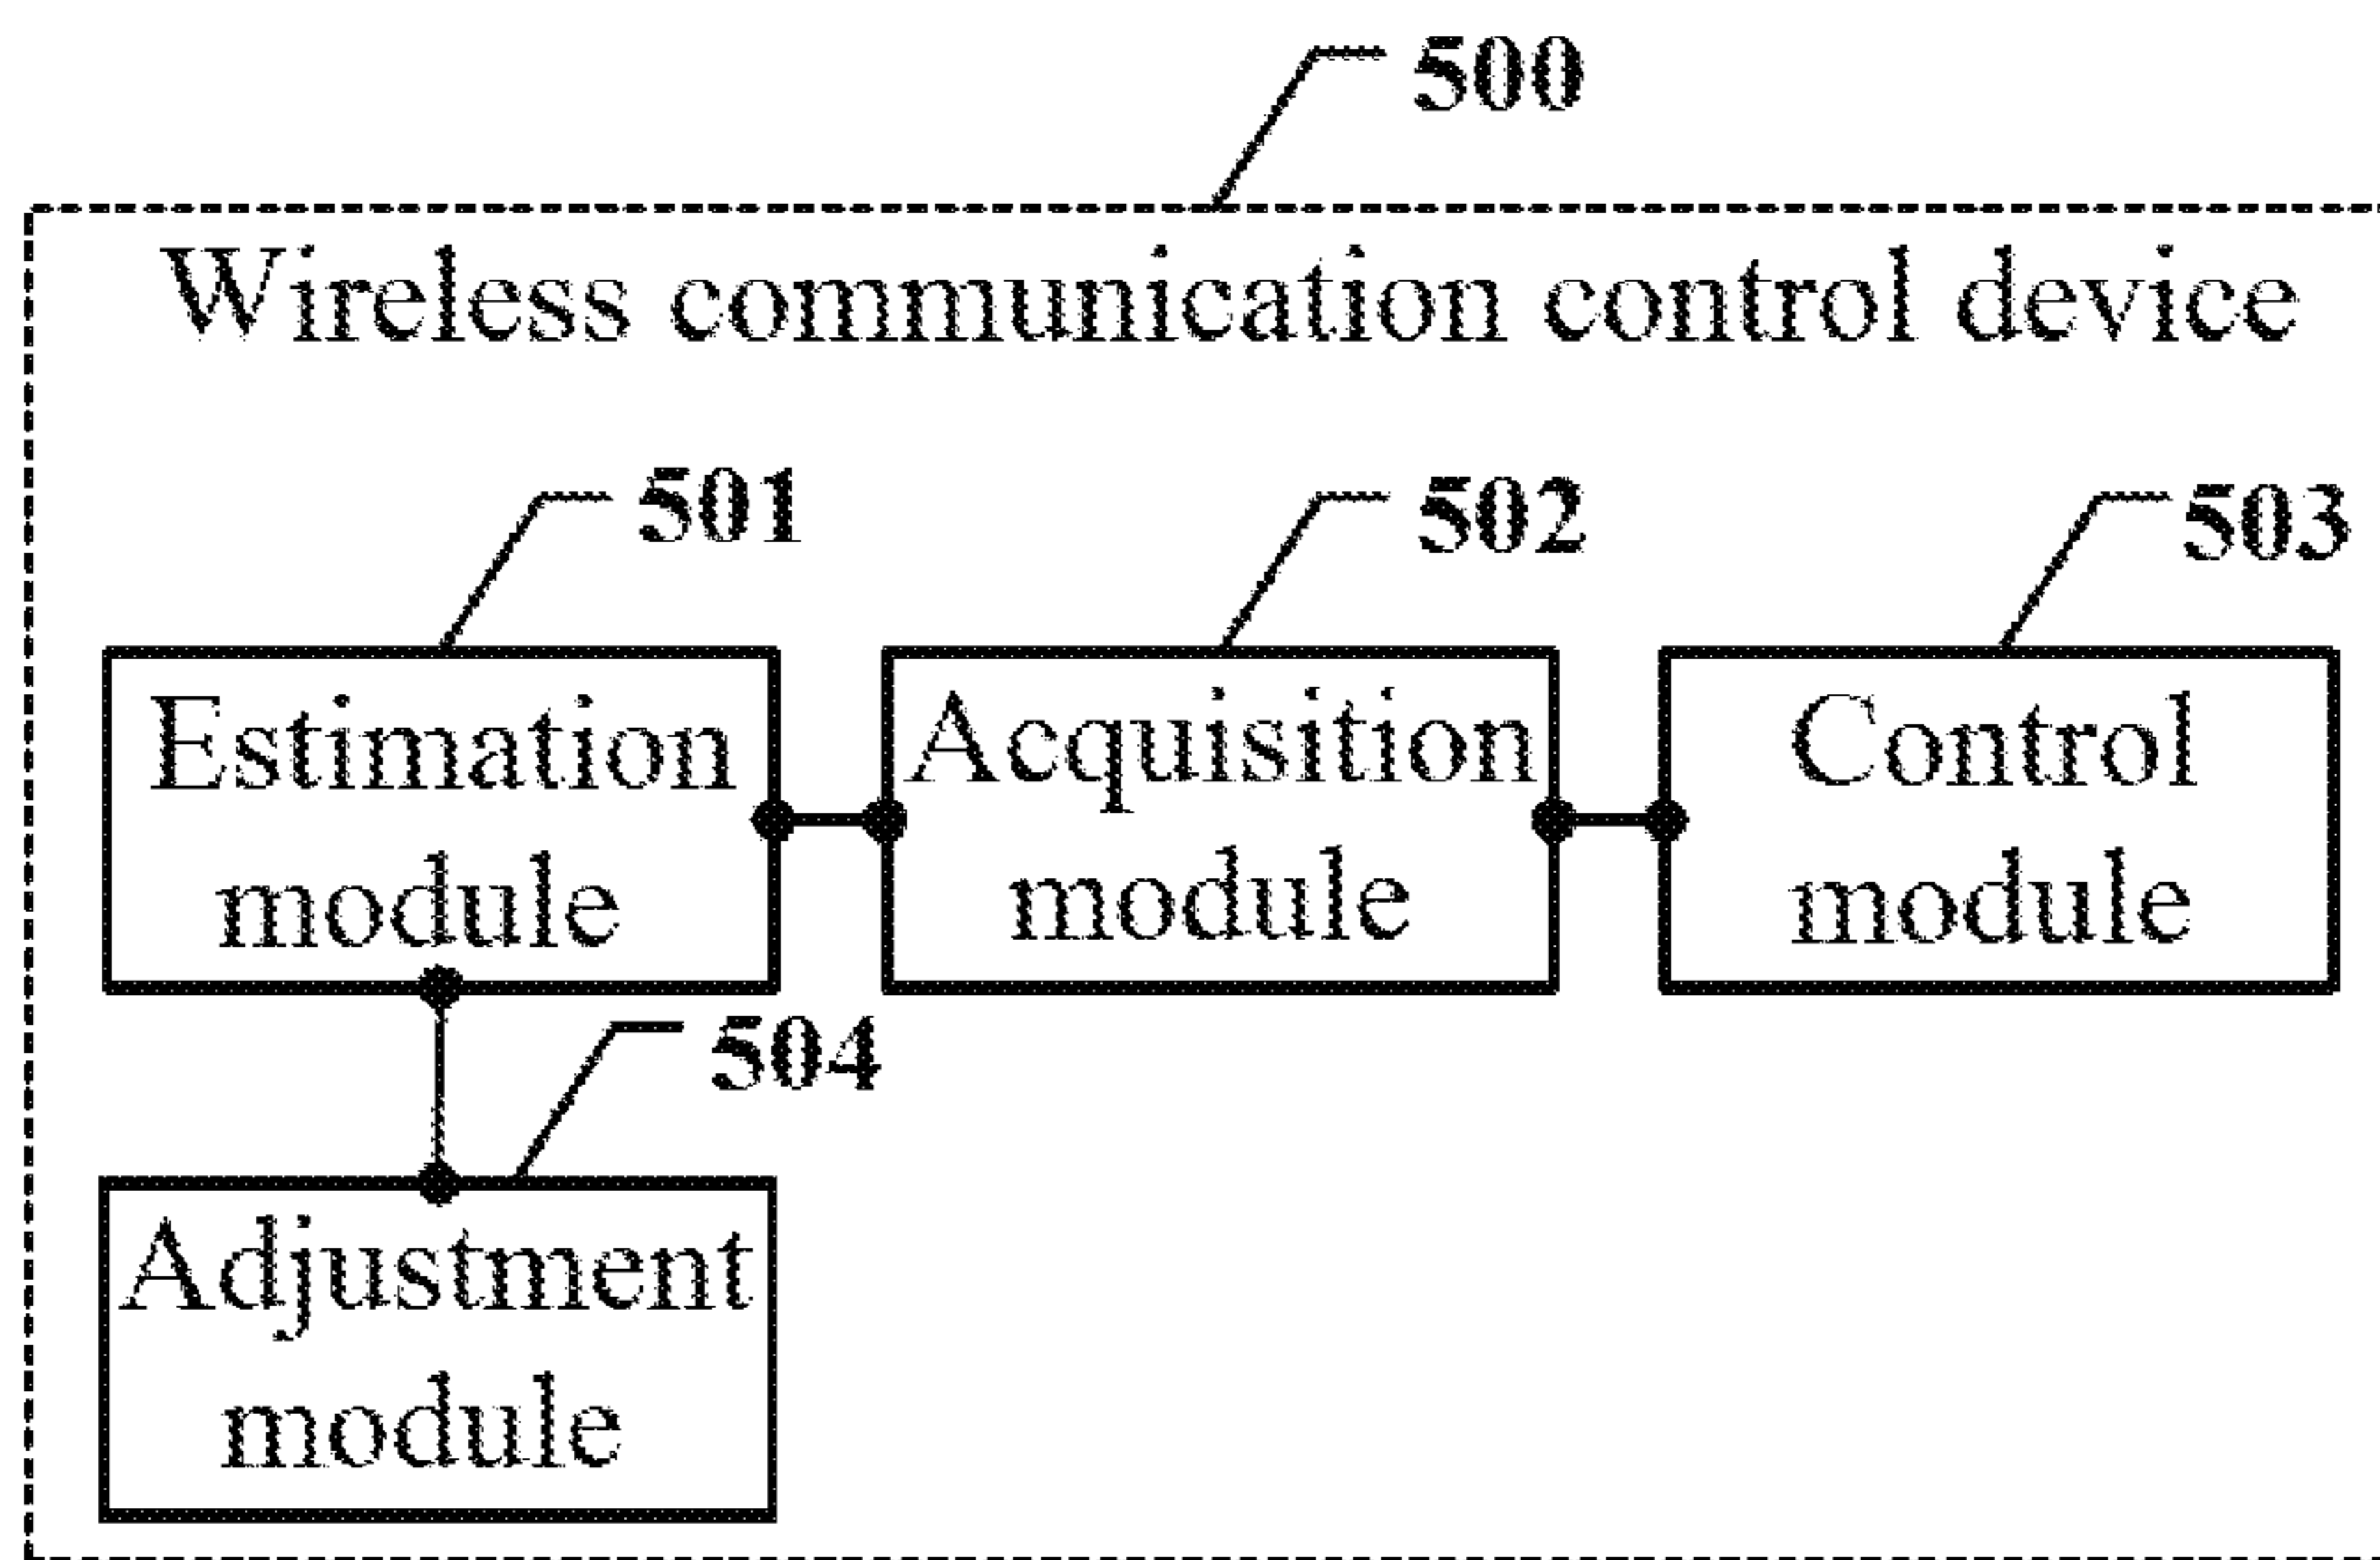 500
Wireless communication control device
501
502
503
Estimation
module
Acquisition
module
Control
module
504
Adjustment
module